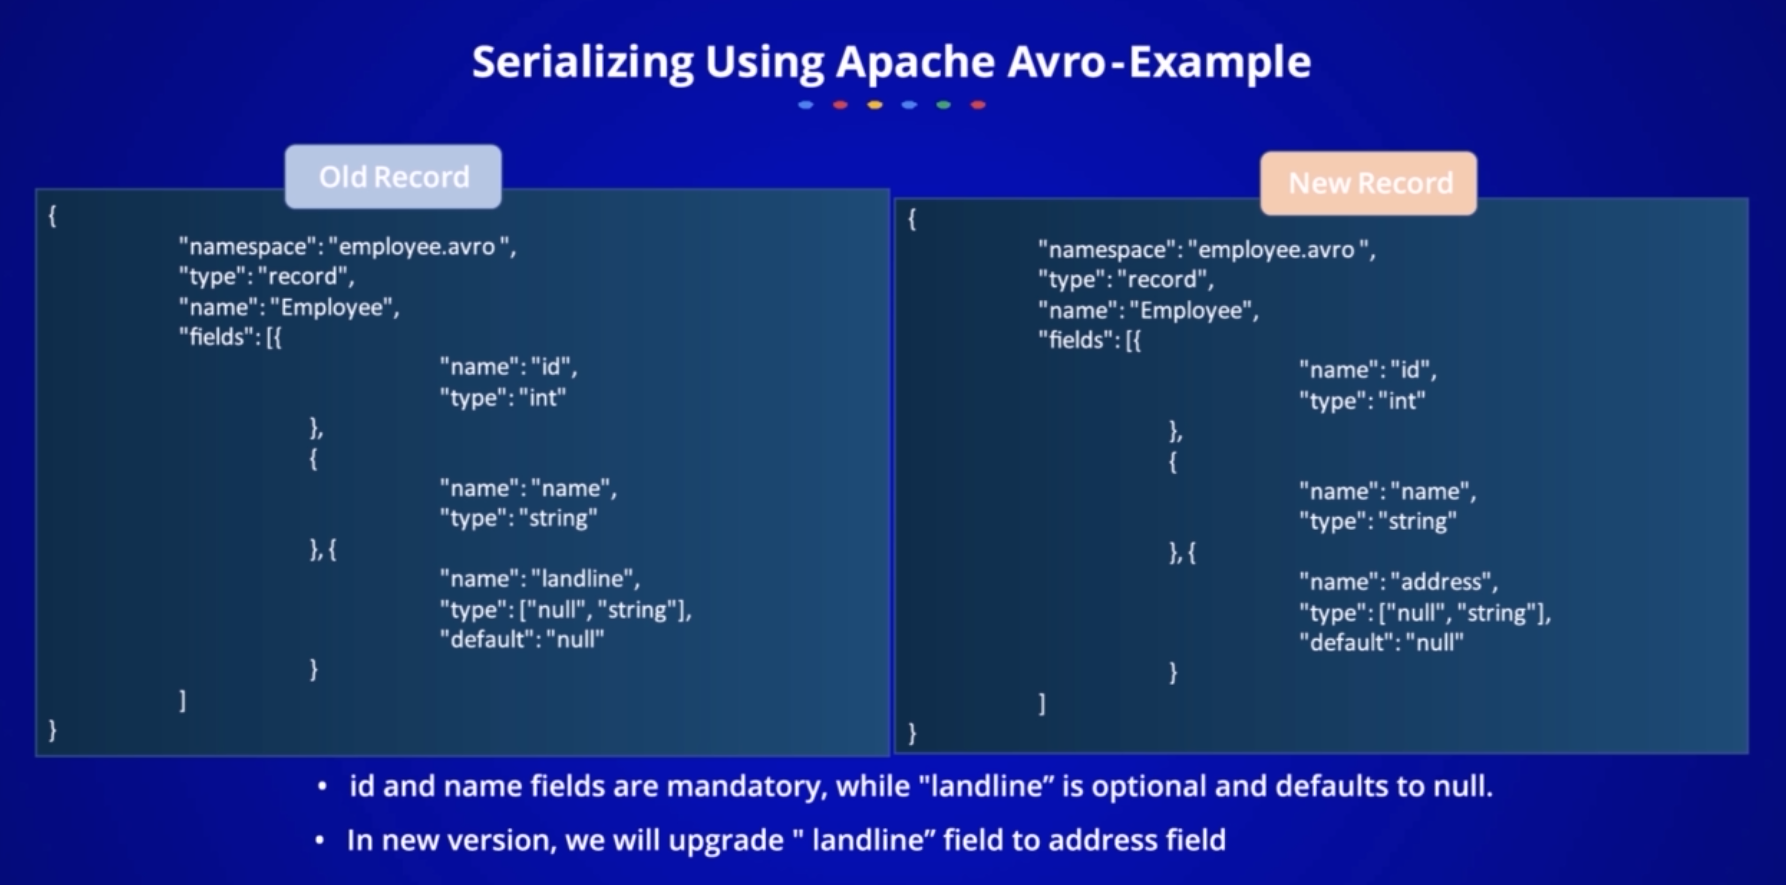 Serializing Using Apache Avro-Example
Old Record
{
"namespace": "employee.avro ",
"type": "record",
"name": "Employee",
"fields": [{
"name": "id",
"type": "int"
},
{
"name": "name",
"type": "string"
}, {
"name": "landline",
"type": ["null", "string"],
"default": "null"
}
]
}
New Record
{
"namespace": "employee.avro ",
"type": "record",
"name": "Employee",
"fields": [{
"name": "id",
"type": "int"
},
{
"name": "name",
"type": "string"
}, {
"name": "address",
"type": ["null", "string"],
"default": "null"
}
]
}
• id and name fields are mandatory, while "landline” is optional and defaults to null.
• In new version, we will upgrade " landline” field to address field